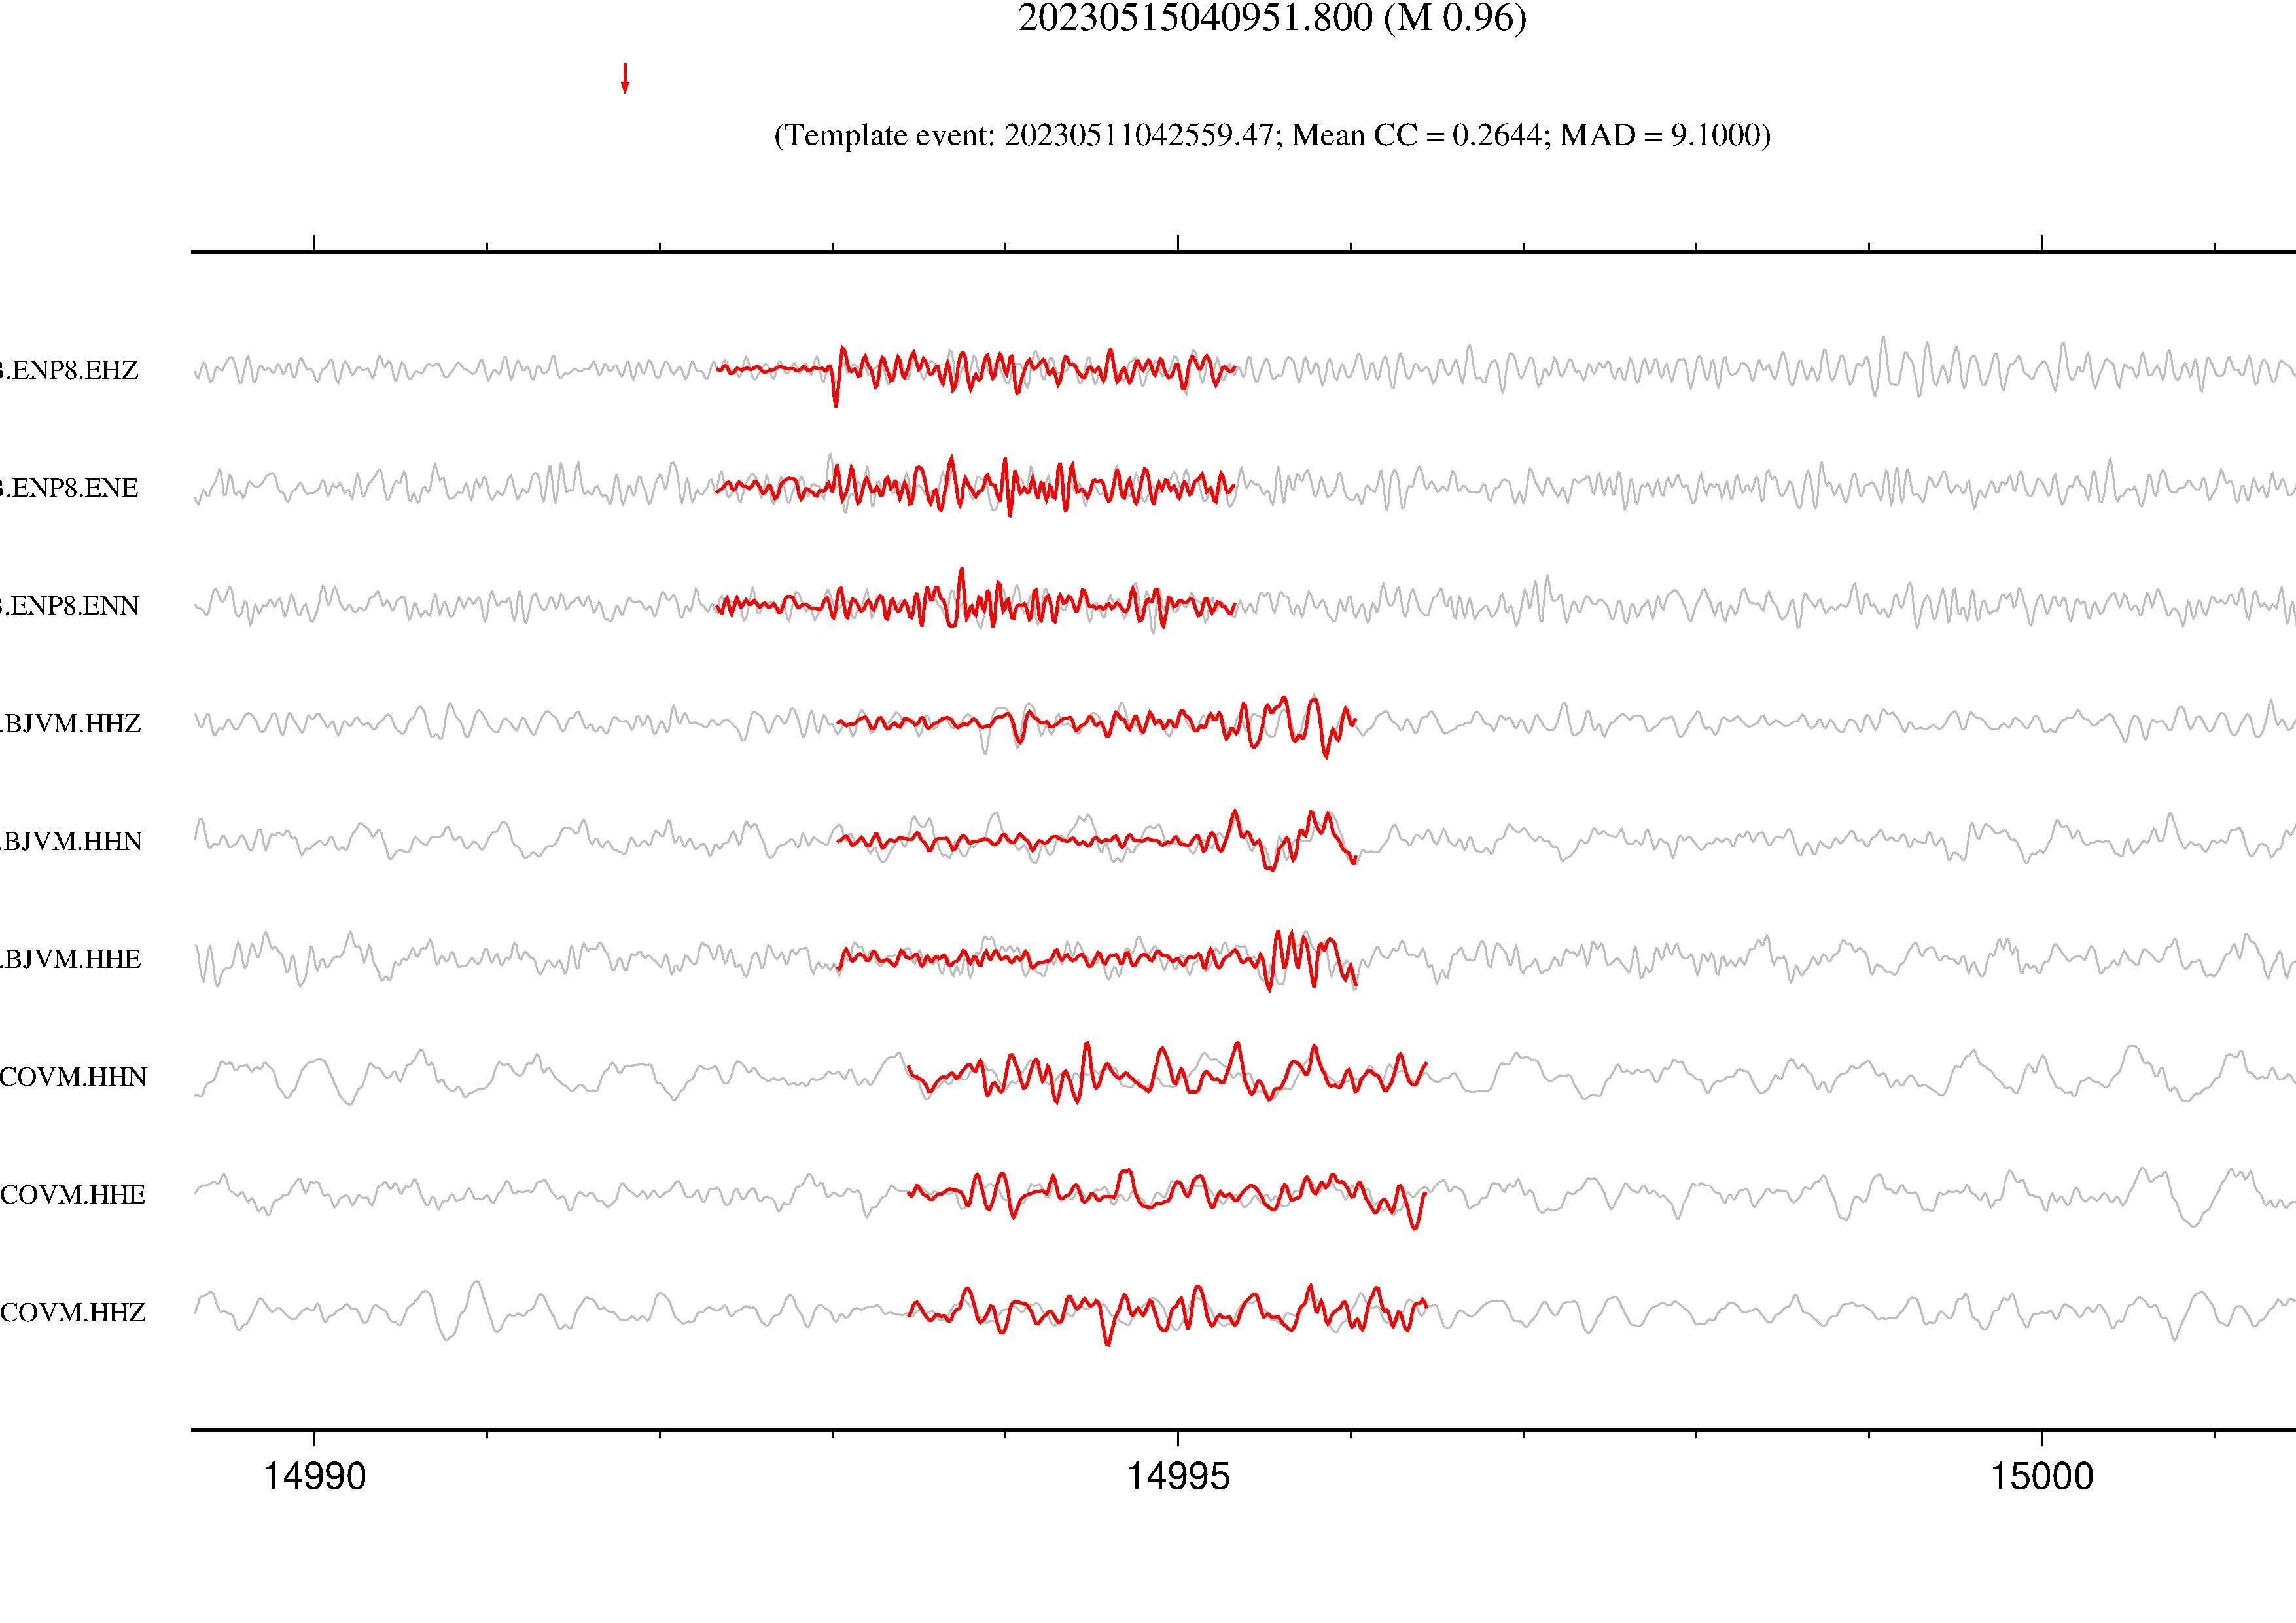 20230515040951.800 (M 0.96)
(Template event: 20230511042559.47; Mean CC = 0.2644; MAD = 9.1000)
.ENP8.EHZ
.ENP8.ENE
.ENP8.ENN
.BJVM.HHZ
.BJVM.HHN
.BJVM.HHE
COVM.HHN
COVM.HHE
COVM.HHZ
14990 14995 15000